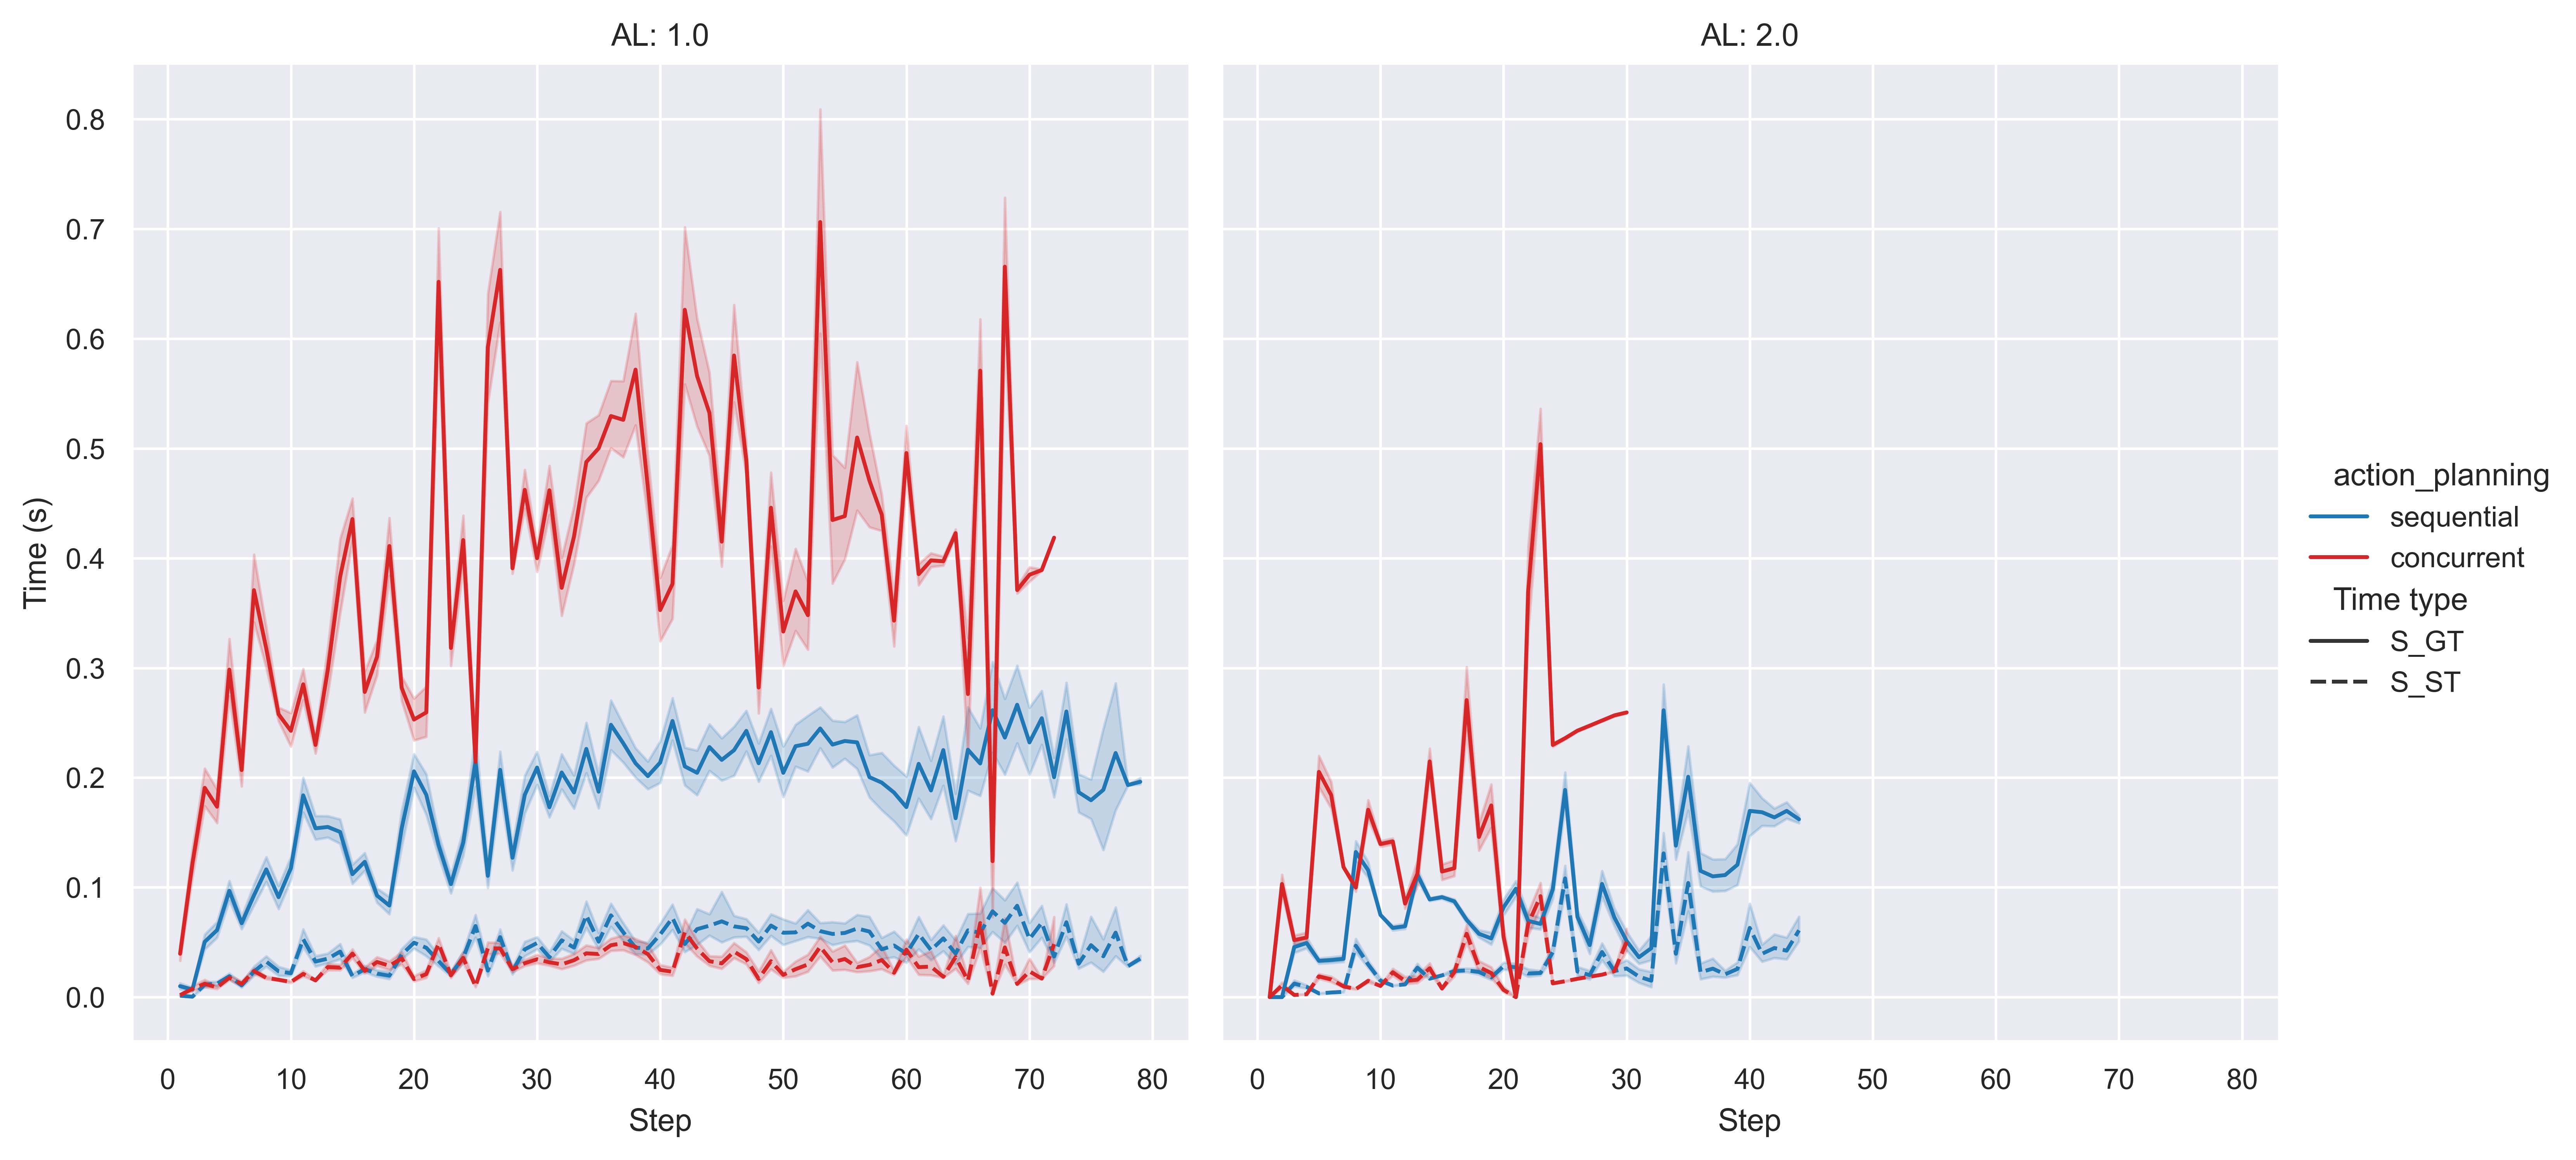 AL: 1.0
AL: 2.0
Time (s)
0.8
0.7
0.6
0.5
0.4
0.3
0.2
0.1
0.0
0 10 20 30 40 50 60 70 80
Step
0 10 20 30 40 50 60 70 80
Step
action_planning
sequential
concurrent
Time type
S_GT
S_ST